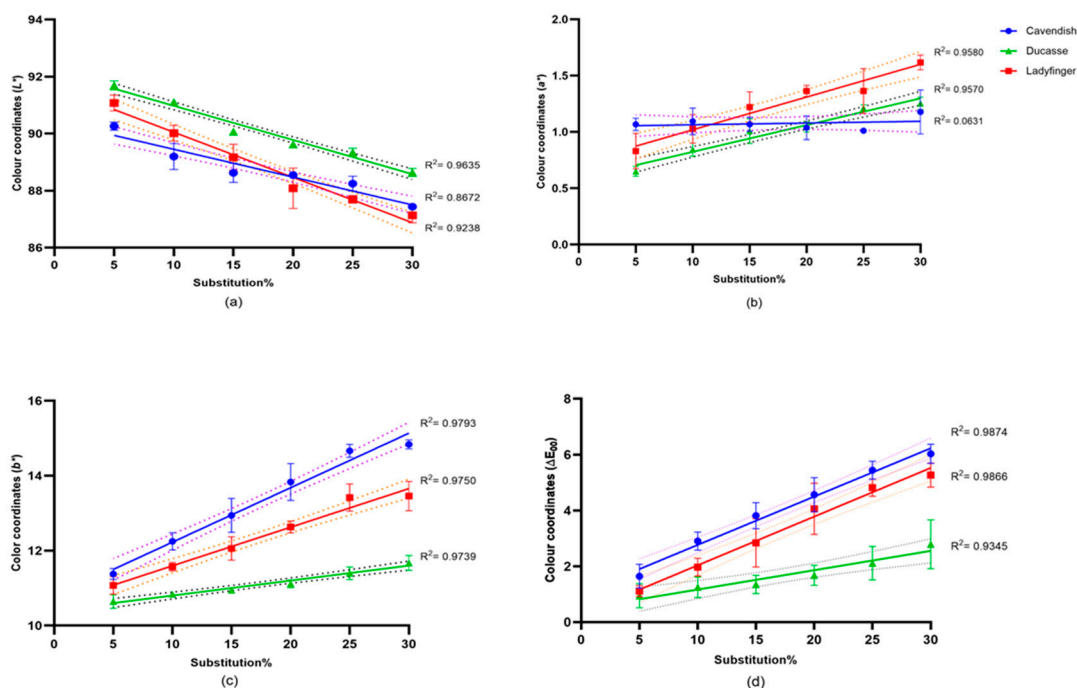 94
92
90
88
86
Colour coordinates (L*)
R²= 0.9635
R²= 0.8672
R²= 0.9238
0 5 10 15 20 25 30
Substitution%
(a)
2.0
1.5
1.0
0.5
0.0
Colour coordinates (a*)
R²= 0.9580
R²= 0.9570
R²= 0.0631
0 5 10 15 20 25 30
Substitution%
(b)
Cavendish
Ducasse
Ladyfinger
16
14
12
10
Color coordinates (b*)
R²= 0.9793
R²= 0.9750
R²= 0.9739
0 5 10 15 20 25 30
Substitution%
(c)
8
6
4
2
0
Colour coordinates (ΔE00)
R²= 0.9874
R²= 0.9866
R²= 0.9345
0 5 10 15 20 25 30
Substitution%
(d)